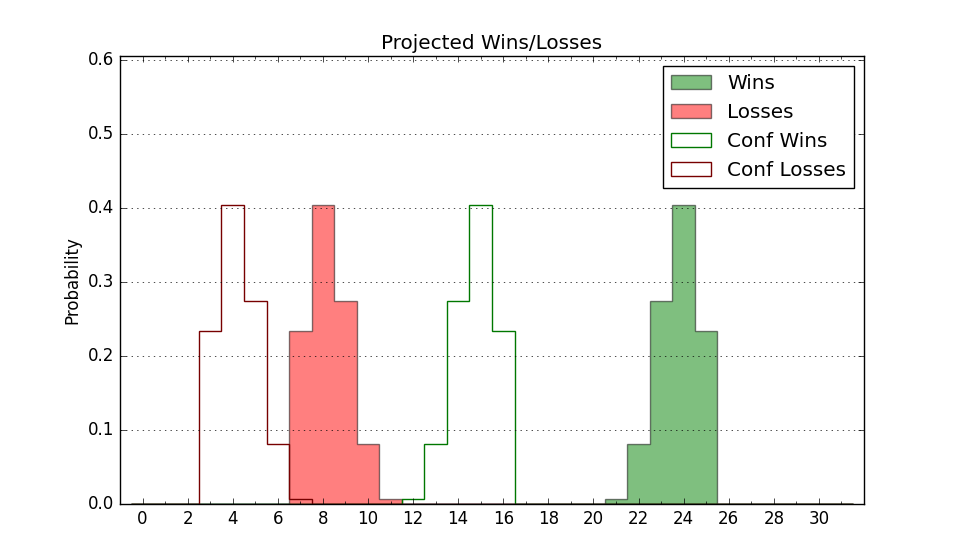 Projected Wins/Losses
0.6
0.5
0.4
0.3
0.2
0.1
0.0
Probability
Wins
Losses
Conf Wins
Conf Losses
0 2 4 6 8 10 12 14 16 18 20 22 24 26 28 30